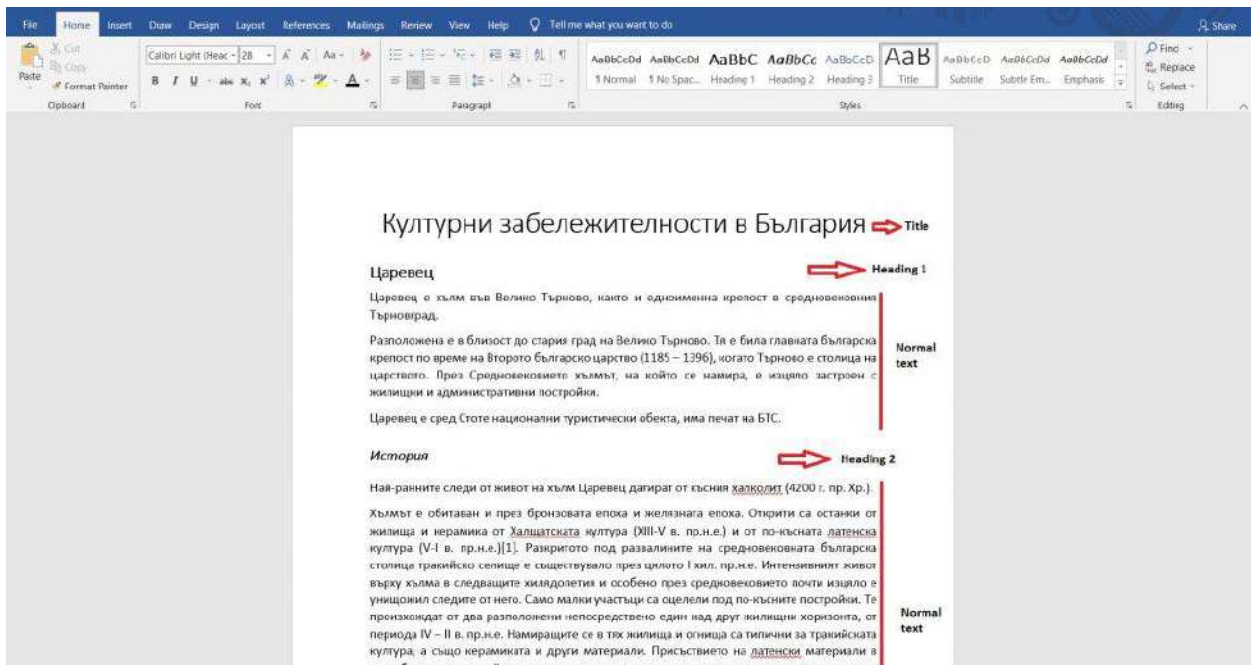 File Home Insert Draw Design Layout References Mailings Review View Help Tell me what you want to do Share
Cut
Copy
Paste
Format Painter
Calibri Light (Heac 28
AaBbCcDd AaBbCcDd AaBbC AaBbCc AaBbCcD AaB AaBbCcD AaBbCcDd AaBbCcDd
¶ Normal ¶ No Spac... Heading 1 Heading 2 Heading 3 Title Subtitle Subtle Em... Emphasis
Find
Replace
Select
Clipboard Font Paragraph Styles Editing
Културни забележителности в България Title
Царевец Heading 1
Царевец е хълм във Велико Търново, както и едноименна крепост в средновековния
Търновград.
Разположена е в близост до стария град на Велико Търново. Тя е била главната българска
крепост по време на Второто българско царство (1185 – 1396), когато Търново е столица на
царството. През Средновековието хълмът, на който се намира, е изцяло застроен с
жилищни и административни постройки.
Normal
text
Царевец е сред Стоте национални туристически обекта, има печат на БТС.
История Heading 2
Най-ранните следи от живот на хълм Царевец датират от късния халколит (4200 г. пр. Хр.).
Хълмът е обитаван и през бронзовата епоха и желязната епоха. Открити са останки от
жилища и керамика от Халщатската култура (XIII-V в. пр.н.е.) и от по-късната латенска
култура (V-I в. пр.н.е.)[1]. Разкритото под развалините на средновековната българска
столица тракийско селище е съществувало през цялото I хил. пр.н.е. Интензивният живот
върху хълма в следващите хилядолетия и особено през средновековието почти изцяло е
унищожил следите от него. Само малки участъци са оцелели под по-късните постройки. Те
произхождат от два разположени непосредствено един над друг жилищни хоризонта, от
периода IV – II в. пр.н.е. Намиращите се в тях жилища и огнища са типични за тракийската
култура, а също керамиката и други материали. Присъствието на латенски материали в
Normal
text